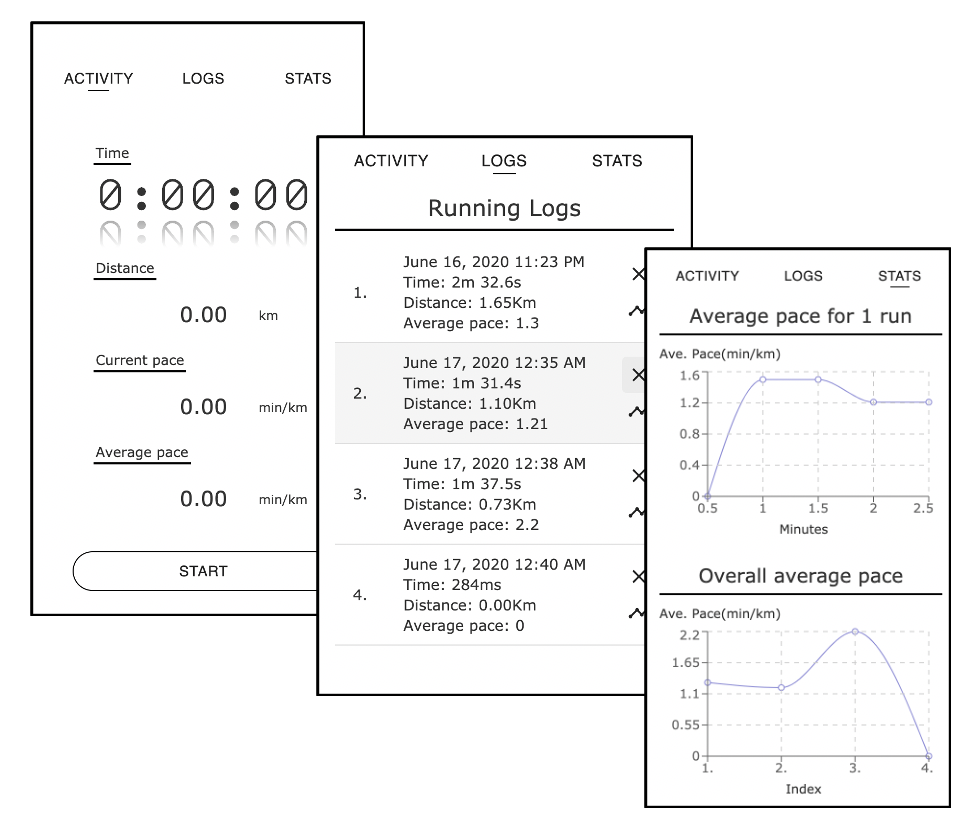 ACTIVITY LOGS STATS
Time
0:00:00
Distance
0.00 km
Current pace
0.00 min/km
Average pace
0.00 min/km
START
ACTIVITY LOGS STATS
Running Logs
1.
June 16, 2020 11:23 PM
Time: 2m 32.6s
Distance: 1.65Km
Average pace: 1.3
2.
June 17, 2020 12:35 AM
Time: 1m 31.4s
Distance: 1.10Km
Average pace: 1.21
3.
June 17, 2020 12:38 AM
Time: 1m 37.5s
Distance: 0.73Km
Average pace: 2.2
4.
June 17, 2020 12:40 AM
Time: 284ms
Distance: 0.00Km
Average pace: 0
ACTIVITY LOGS STATS
Average pace for 1 run
Ave. Pace(min/km)
1.6
1.2
0.8
0.4
0
0.5 1 1.5 2 2.5
Minutes
Overall average pace
Ave. Pace(min/km)
2.2
1.65
1.1
0.55
0
1. 2. 3. 4.
Index